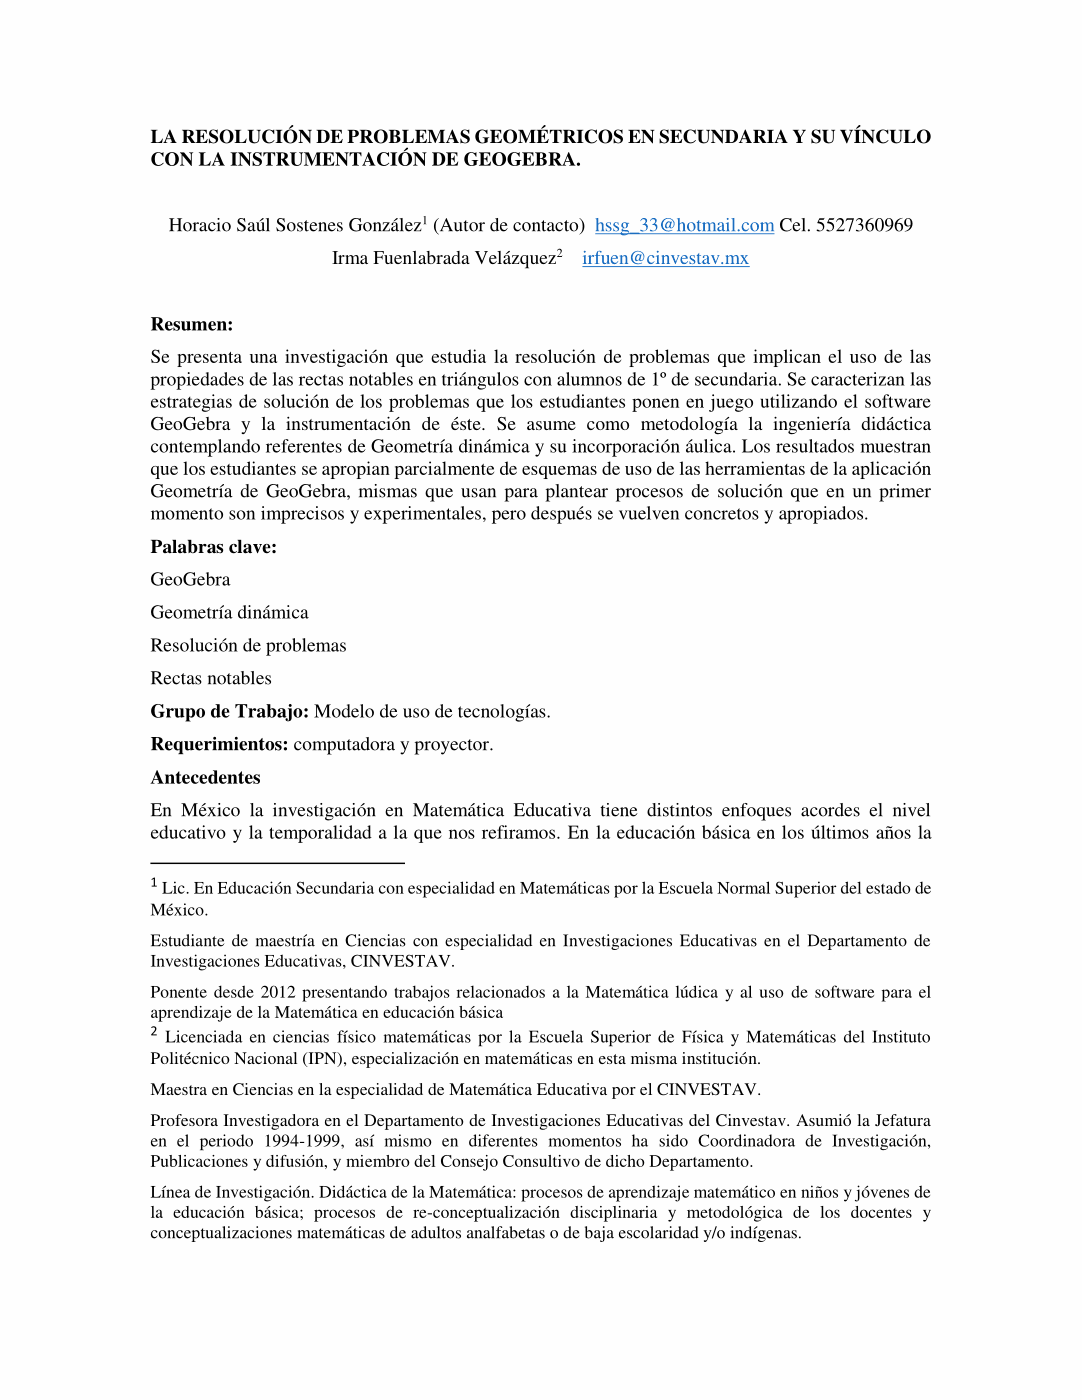 LA RESOLUCIÓN DE PROBLEMAS GEOMÉTRICOS EN SECUNDARIA Y SU VÍNCULO
CON LA INSTRUMENTACIÓN DE GEOGEBRA.
Horacio Saúl Sostenes González1 (Autor de contacto) hssg_33@hotmail.com Cel. 5527360969
Irma Fuenlabrada Velázquez2 irfuen@cinvestav.mx
Resumen:
Se presenta una investigación que estudia la resolución de problemas que implican el uso de las
propiedades de las rectas notables en triángulos con alumnos de 1º de secundaria. Se caracterizan las
estrategias de solución de los problemas que los estudiantes ponen en juego utilizando el software
GeoGebra y la instrumentación de éste. Se asume como metodología la ingeniería didáctica
contemplando referentes de Geometría dinámica y su incorporación áulica. Los resultados muestran
que los estudiantes se apropian parcialmente de esquemas de uso de las herramientas de la aplicación
Geometría de GeoGebra, mismas que usan para plantear procesos de solución que en un primer
momento son imprecisos y experimentales, pero después se vuelven concretos y apropiados.
Palabras clave:
GeoGebra
Geometría dinámica
Resolución de problemas
Rectas notables
Grupo de Trabajo: Modelo de uso de tecnologías.
Requerimientos: computadora y proyector.
Antecedentes
En México la investigación en Matemática Educativa tiene distintos enfoques acordes el nivel
educativo y la temporalidad a la que nos refiramos. En la educación básica en los últimos años la
1 Lic. En Educación Secundaria con especialidad en Matemáticas por la Escuela Normal Superior del estado de
México.
Estudiante de maestría en Ciencias con especialidad en Investigaciones Educativas en el Departamento de
Investigaciones Educativas, CINVESTAV.
Ponente desde 2012 presentando trabajos relacionados a la Matemática lúdica y al uso de software para el
aprendizaje de la Matemática en educación básica
2 Licenciada en ciencias físico matemáticas por la Escuela Superior de Física y Matemáticas del Instituto
Politécnico Nacional (IPN), especialización en matemáticas en esta misma institución.
Maestra en Ciencias en la especialidad de Matemática Educativa por el CINVESTAV.
Profesora Investigadora en el Departamento de Investigaciones Educativas del Cinvestav. Asumió la Jefatura
en el periodo 1994-1999, así mismo en diferentes momentos ha sido Coordinadora de Investigación,
Publicaciones y difusión, y miembro del Consejo Consultivo de dicho Departamento.
Línea de Investigación. Didáctica de la Matemática: procesos de aprendizaje matemático en niños y jóvenes de
la educación básica; procesos de re-conceptualización disciplinaria y metodológica de los docentes y
conceptualizaciones matemáticas de adultos analfabetas o de baja escolaridad y/o indígenas.